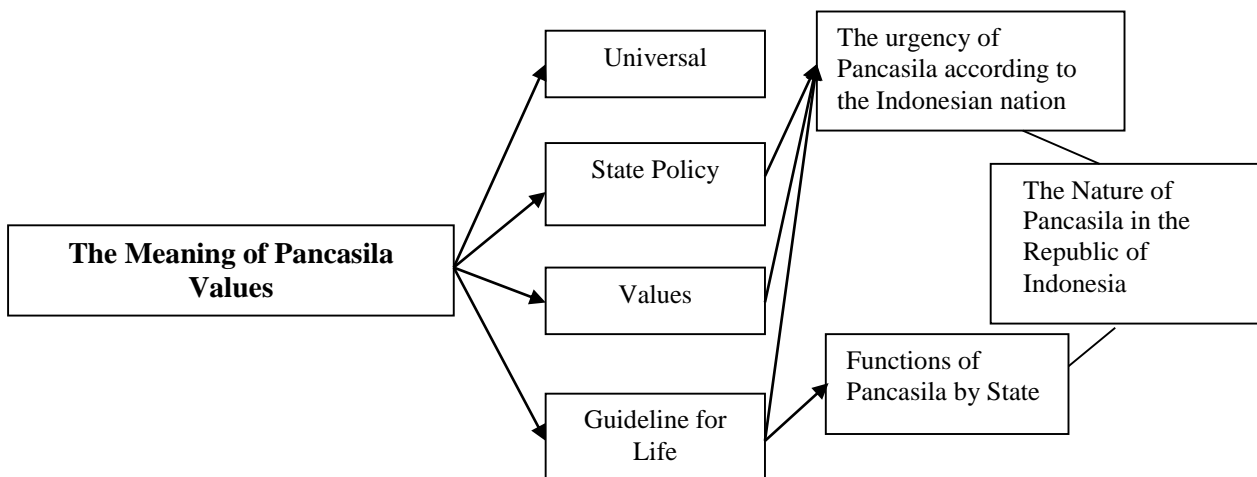 The Meaning of Pancasila
Values
Universal
State Policy
Values
Guideline for
Life
The urgency of
Pancasila according to
the Indonesian nation
Functions of
Pancasila by State
The Nature of
Pancasila in the
Republic of
Indonesia